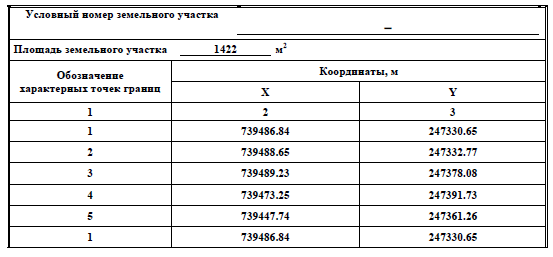 Условный номер земельного участка
–
Площадь земельного участка 1422 м²
Обозначение характерных точек границ Координаты, м
X Y
1 2 3
1 739486.84 247330.65
2 739488.65 247332.77
3 739489.23 247378.08
4 739473.25 247391.73
5 739447.74 247361.26
1 739486.84 247330.65